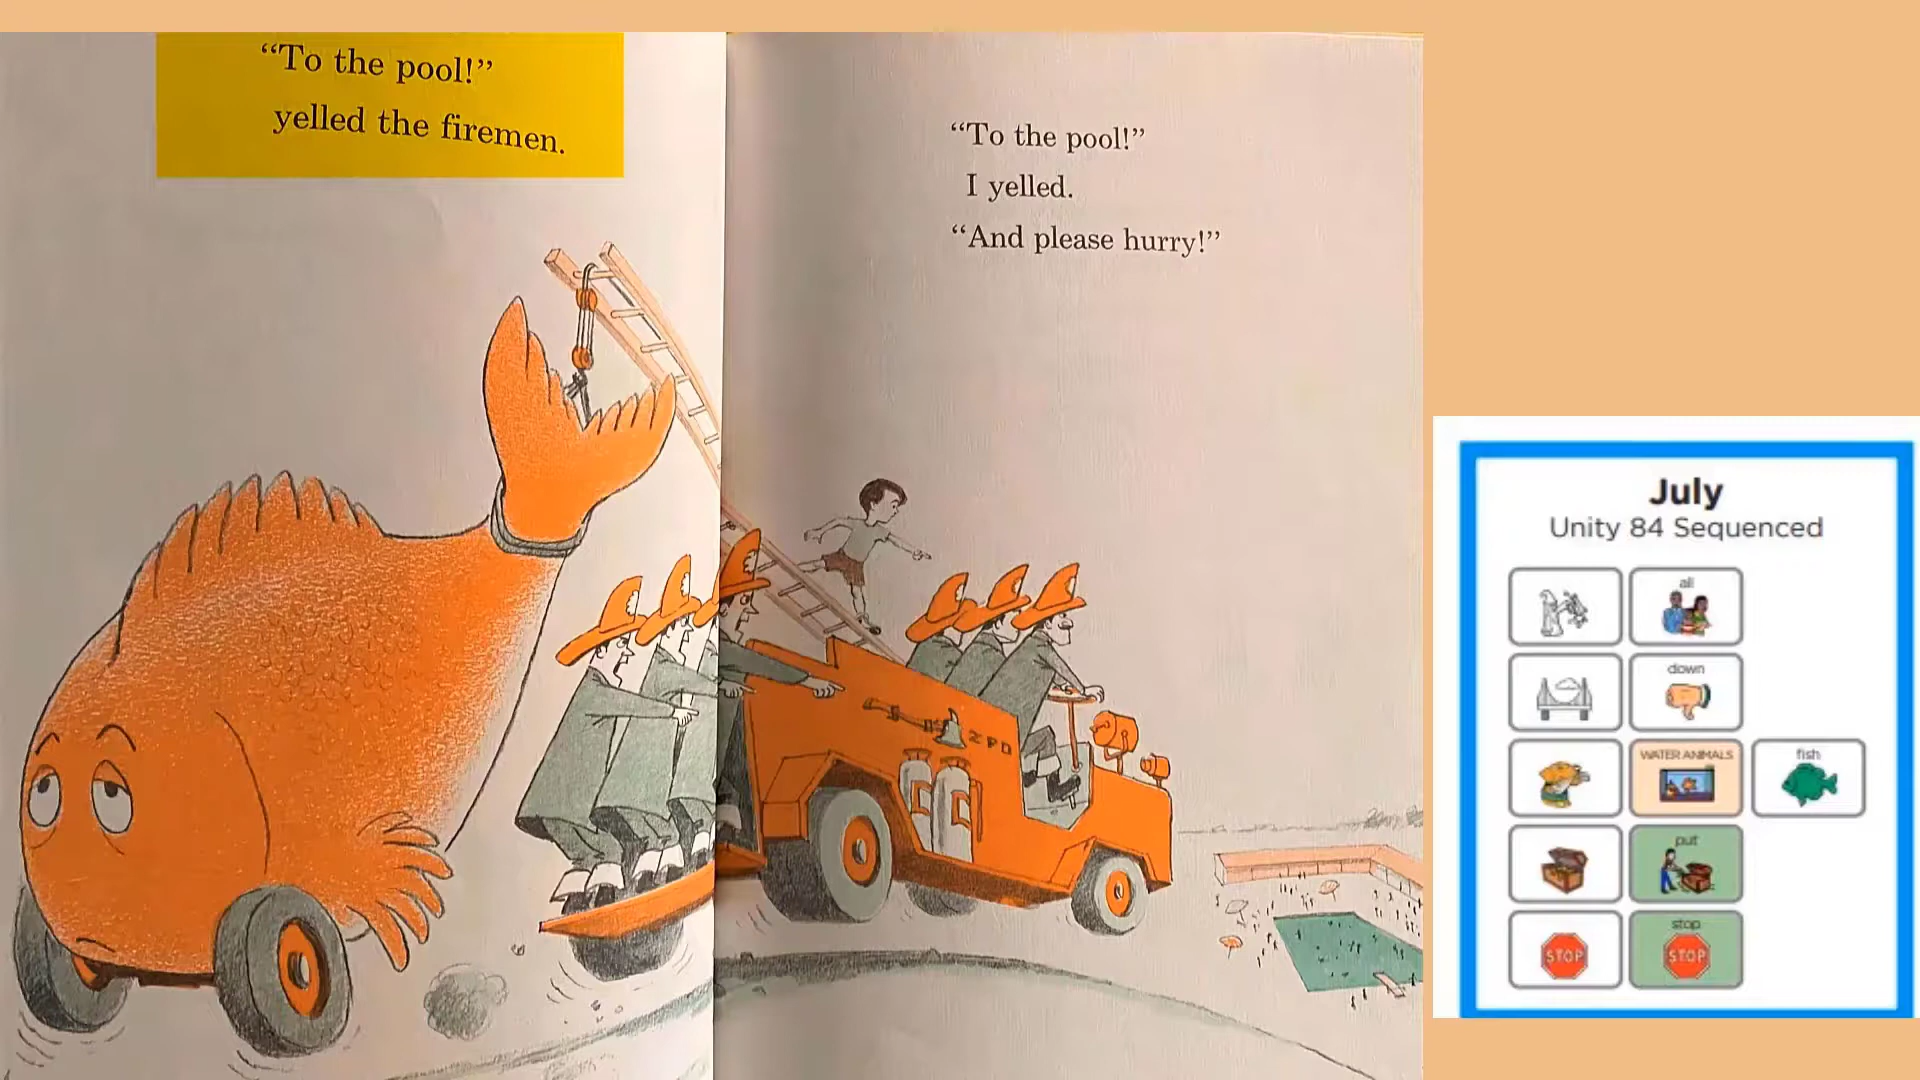 “To the pool!”
yelled the firemen.
“To the pool!”
I yelled.
“And please hurry!”
ZPD
July
Unity 84 Sequenced
all
down
WATER ANIMALS
fish
put
STOP
stop
STOP